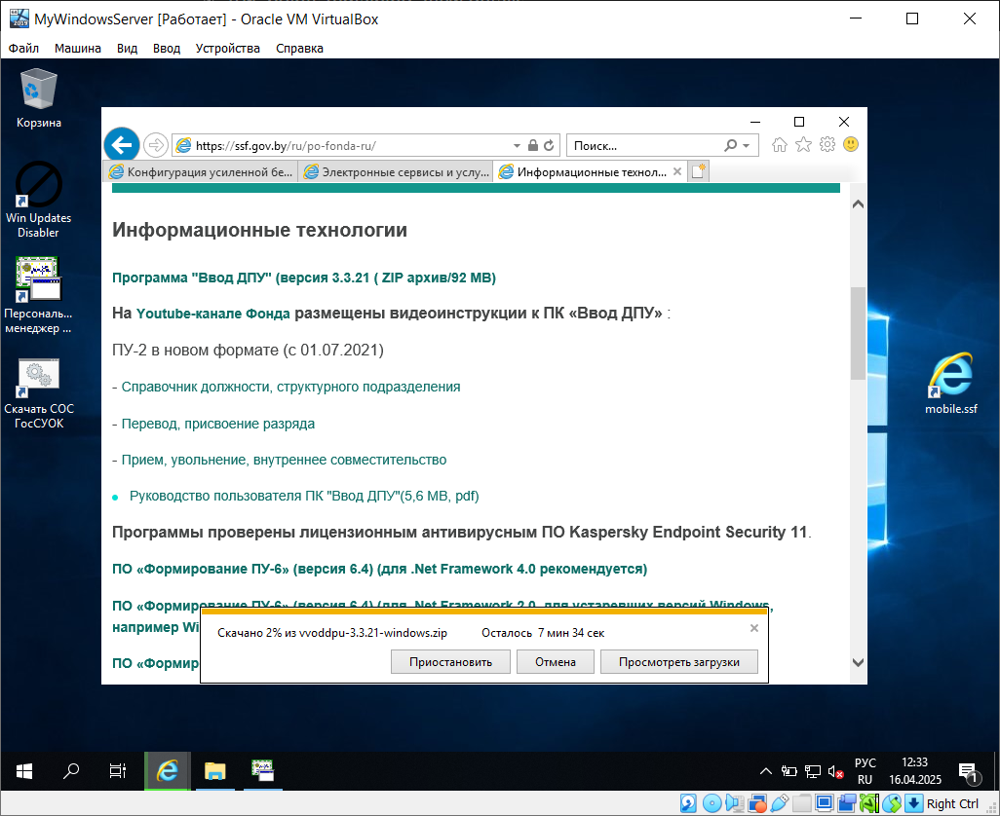 MyWindowsServer [Работает] - Oracle VM VirtualBox
Файл Машина Вид Ввод Устройства Справка
Корзина
Win Updates
Disabler
Персональ...
менеджер ...
Скачать СОС
ГосСУОК
mobile.ssf
https://ssf.gov.by/ru/po-fonda-ru/
Поиск...
Конфигурация усиленной бе...
Электронные сервисы и услу...
Информационные технол...
Информационные технологии
Программа "Ввод ДПУ" (версия 3.3.21 ( ZIP архив/92 MB)
На Youtube-канале Фонда размещены видеоинструкции к ПК «Ввод ДПУ» :
ПУ-2 в новом формате (с 01.07.2021)
- Справочник должности, структурного подразделения
- Перевод, присвоение разряда
- Прием, увольнение, внутреннее совместительство
Руководство пользователя ПК "Ввод ДПУ"(5,6 MB, pdf)
Программы проверены лицензионным антивирусным ПО Kaspersky Endpoint Security 11.
ПО «Формирование ПУ-6» (версия 6.4) (для .Net Framework 4.0 рекомендуется)
ПО «Формирование ПУ-6» (версия 6.4) (для .Net Framework 2.0, для устаревших версий Windows,
например Wi
ПО «Формир
Скачано 2% из vvoddpu-3.3.21-windows.zip Осталось 7 мин 34 сек
Приостановить Отмена Просмотреть загрузки
РУС
RU
12:33
16.04.2025
1
Right Ctrl